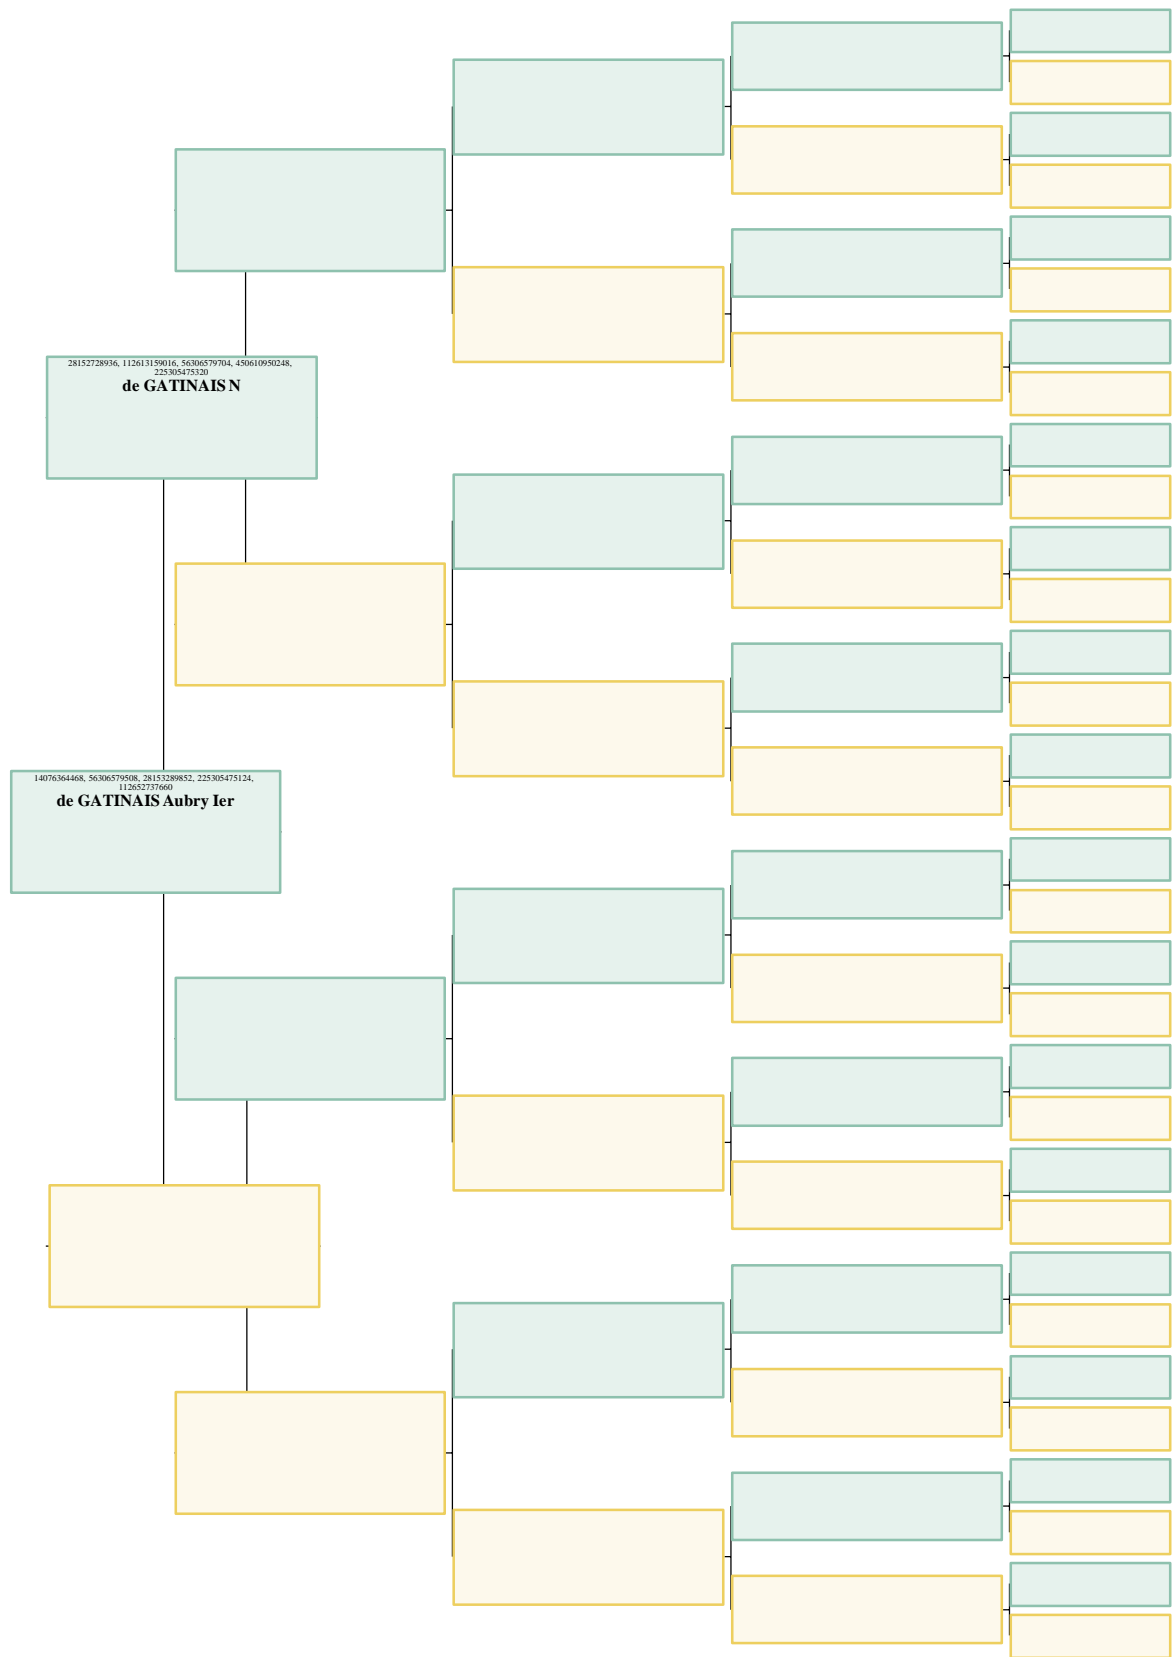 28152728936, 112613159016, 56306579704, 450610950248,
225305475320
de GATINAIS N
14076364468, 56306579508, 28153289852, 225305475124,
112652737660
de GATINAIS Aubry Ier